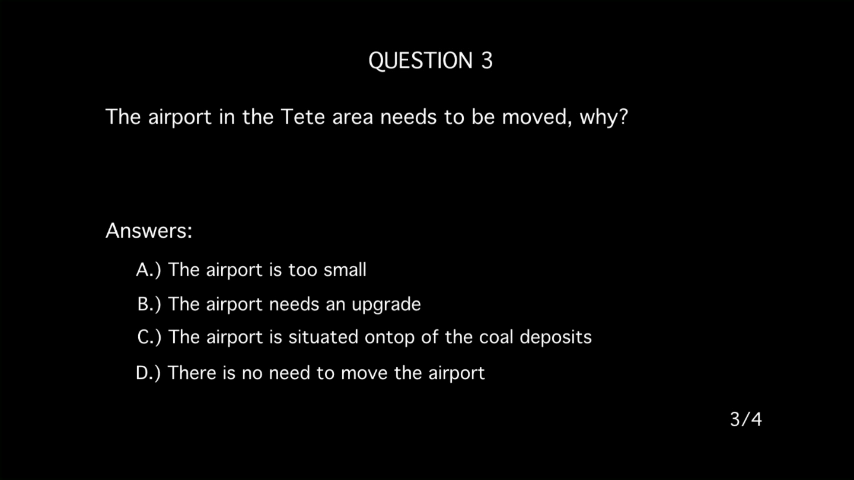 QUESTION 3
The airport in the Tete area needs to be moved, why?
Answers:
A.) The airport is too small
B.) The airport needs an upgrade
C.) The airport is situated ontop of the coal deposits
D.) There is no need to move the airport
3/4